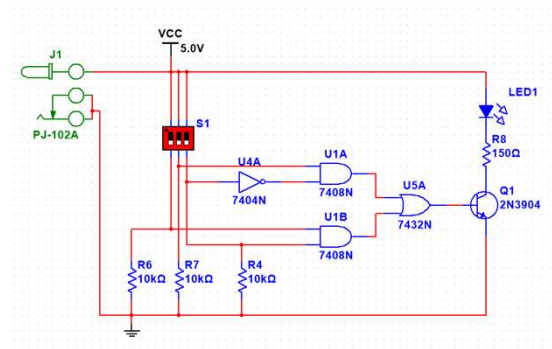 VCC
5.0V
J1
PJ-102A
S1
LED1
R8
150Ω
Q1
2N3904
U4A
7404N
U1A
7408N
U5A
7432N
U1B
7408N
R6
10kΩ
R7
10kΩ
R4
10kΩ